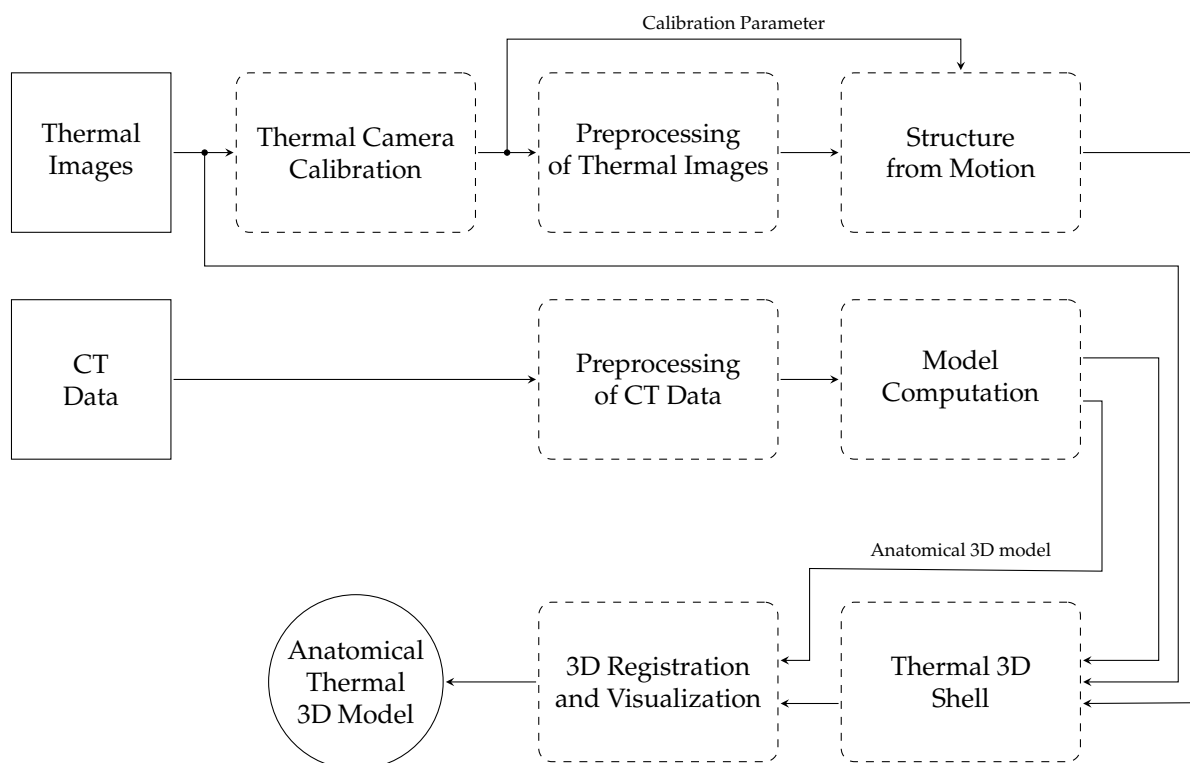 Calibration Parameter
Thermal
Images
Thermal Camera
Calibration
Preprocessing
of Thermal Images
Structure
from Motion
CT
Data
Preprocessing
of CT Data
Model
Computation
Anatomical 3D model
Anatomical
Thermal
3D Model
3D Registration
and Visualization
Thermal 3D
Shell